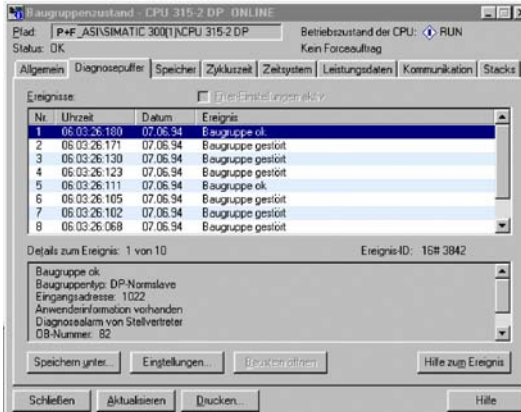 Baugruppenzustand - CPU 315-2 DP ONLINE
Pfad: P+F_ASI\SIMATIC 300(1)\CPU 315-2 DP Betriebszustand der CPU: RUN
Status: OK Kein Forceauftrag
Allgemein Diagnosepuffer Speicher Zykluszeit Zeitsystem Leistungsdaten Kommunikation Stacks
Ereignisse: Filter-Einstellungen aktiv
Nr. Uhrzeit Datum Ereignis
1 06:03:26:180 07.06.94 Baugruppe ok
2 06:03:26:171 07.06.94 Baugruppe gestört
3 06:03:26:130 07.06.94 Baugruppe gestört
4 06:03:26:123 07.06.94 Baugruppe gestört
5 06:03:26:111 07.06.94 Baugruppe ok
6 06:03:26:105 07.06.94 Baugruppe gestört
7 06:03:26:102 07.06.94 Baugruppe gestört
8 06:03:26:068 07.06.94 Baugruppe gestört
Details zum Ereignis: 1 von 10 Ereignis-ID: 16# 3842
Baugruppe ok
Baugruppentyp: DP-Normslave
Eingangsadresse: 1022
Anwenderinformation vorhanden
Diagnosealarm von Stellvertreter
OB-Nummer: 82
Speichern unter... Einstellungen... Baustein öffnen Hilfe zum Ereignis
Schließen Aktualisieren Drucken... Hilfe